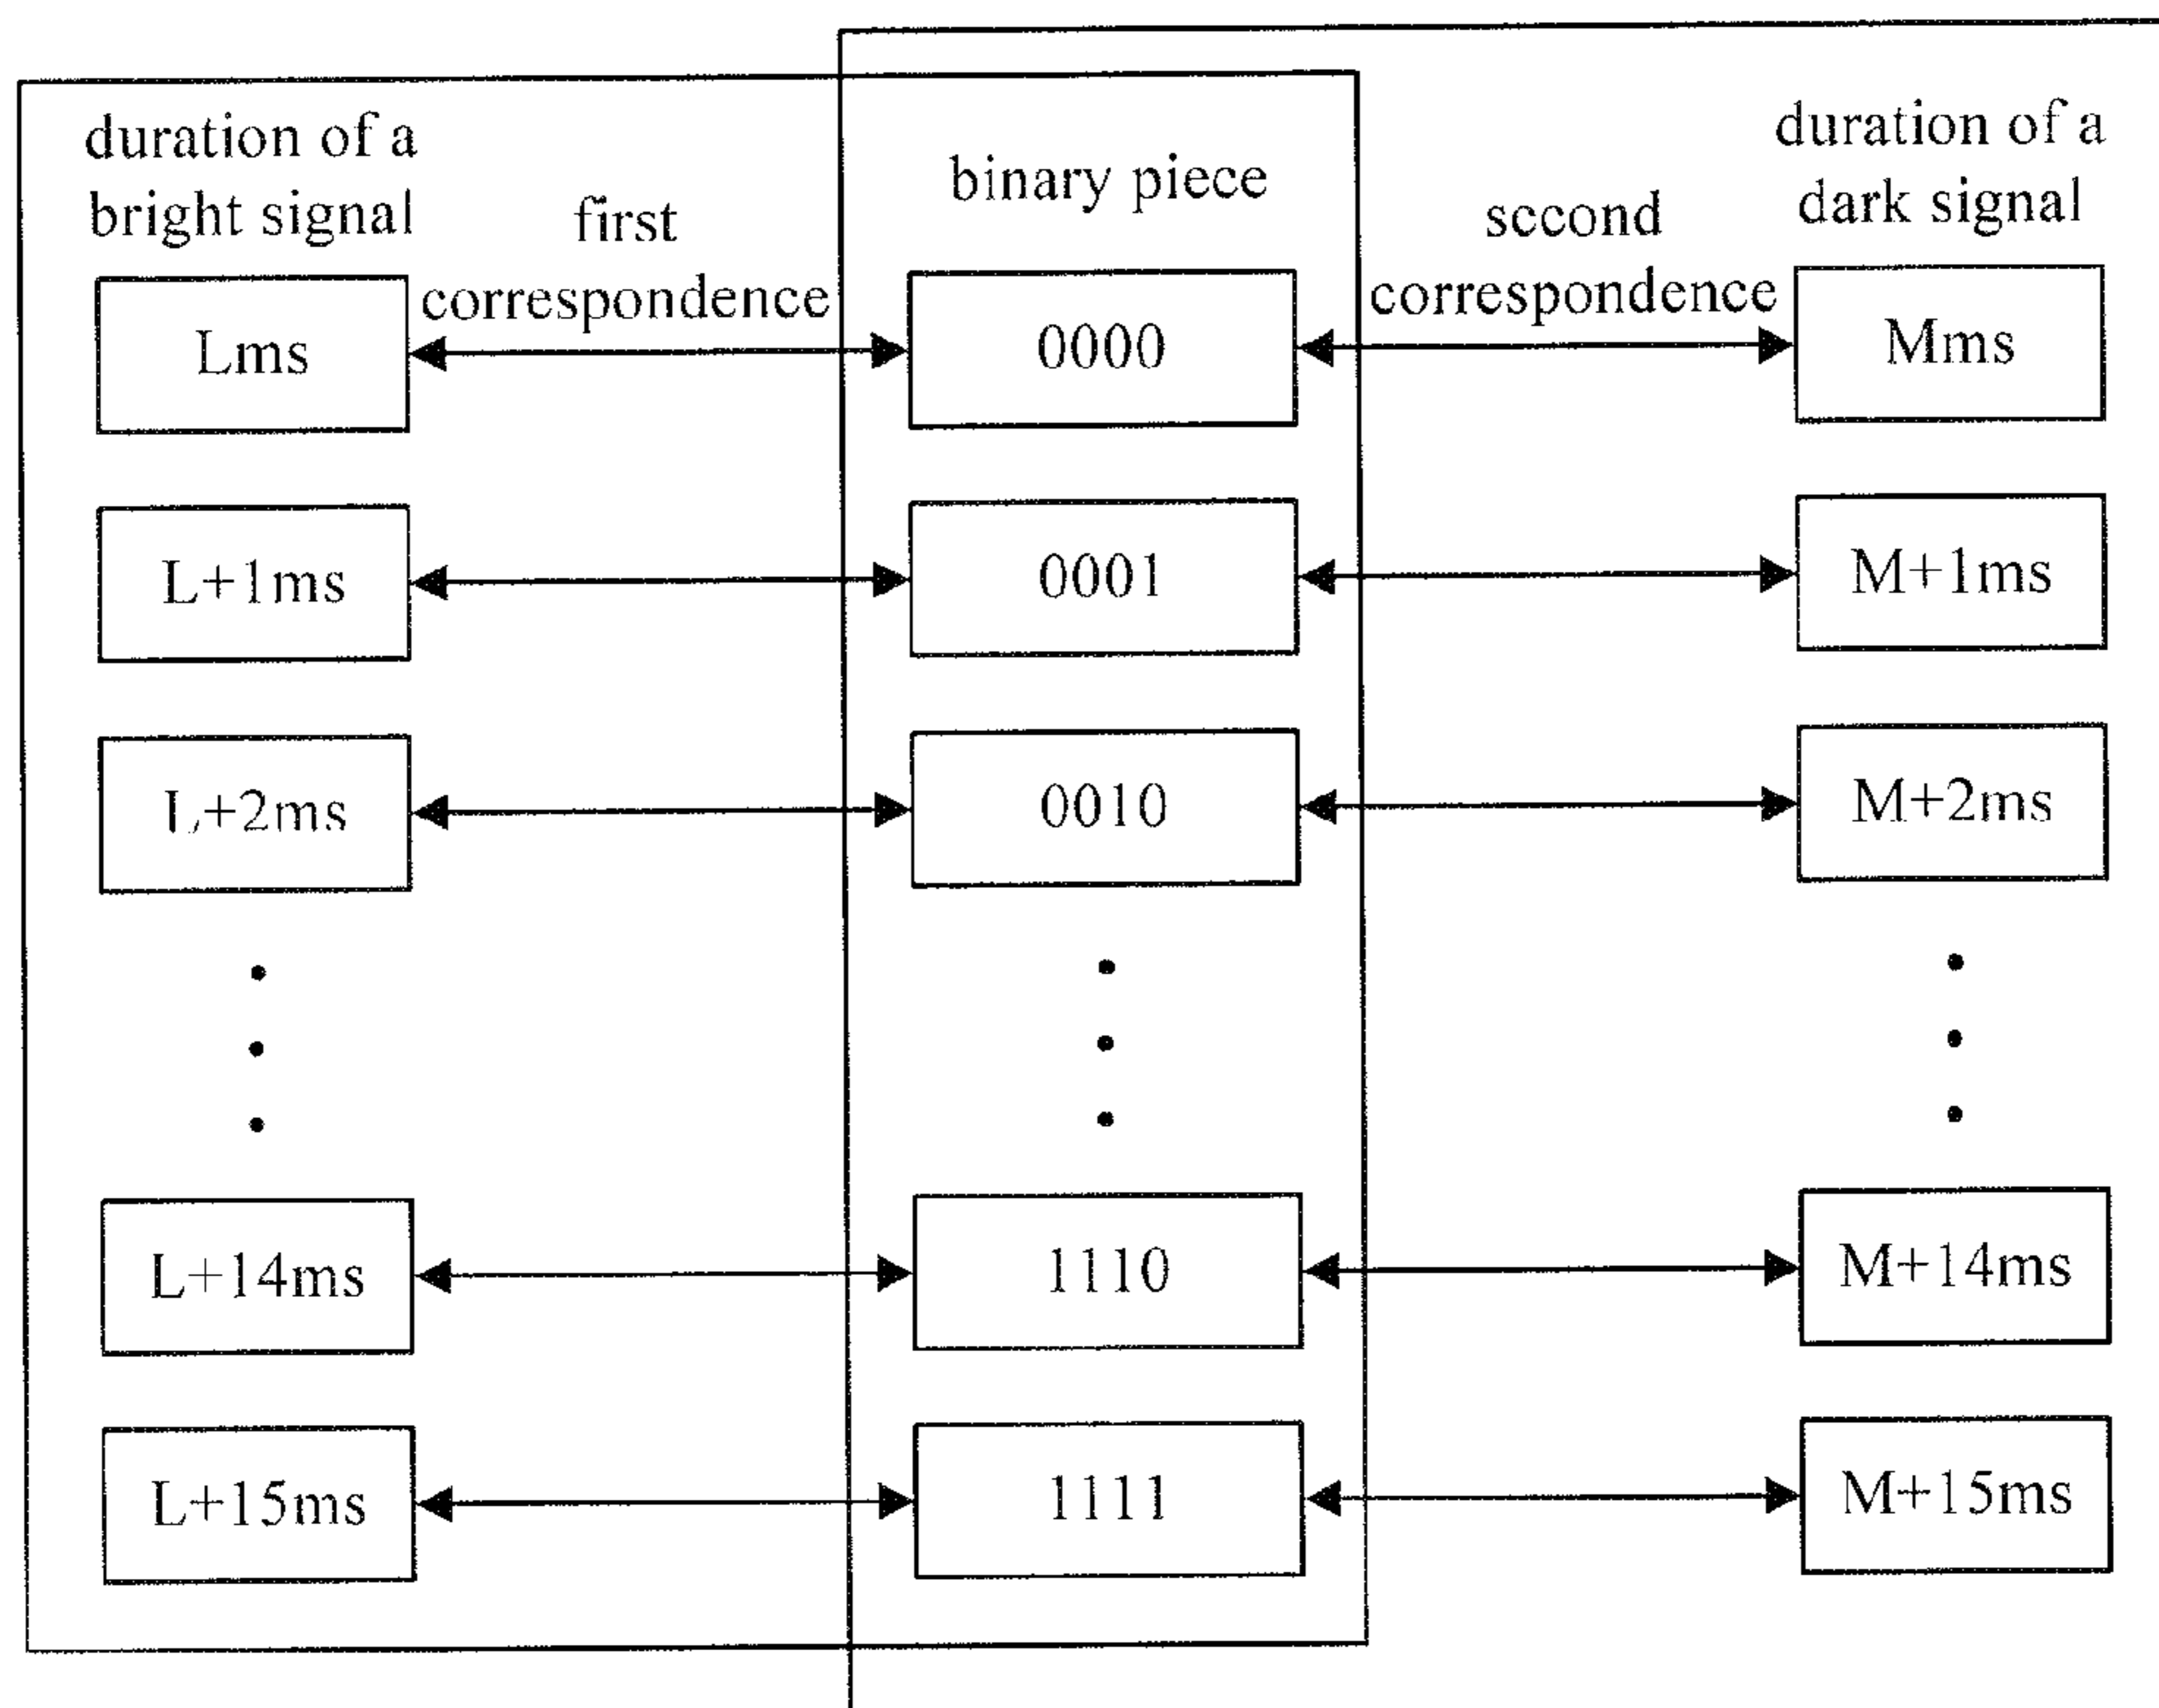 duration of a
bright signal
first
correspondence
binary piece
sccond
correspondence
duration of a
dark signal
Lms
0000
Mms
L+1ms
0001
M+1ms
L+2ms
0010
M+2ms
L+14ms
1110
M+14ms
L+15ms
1111
M+15ms